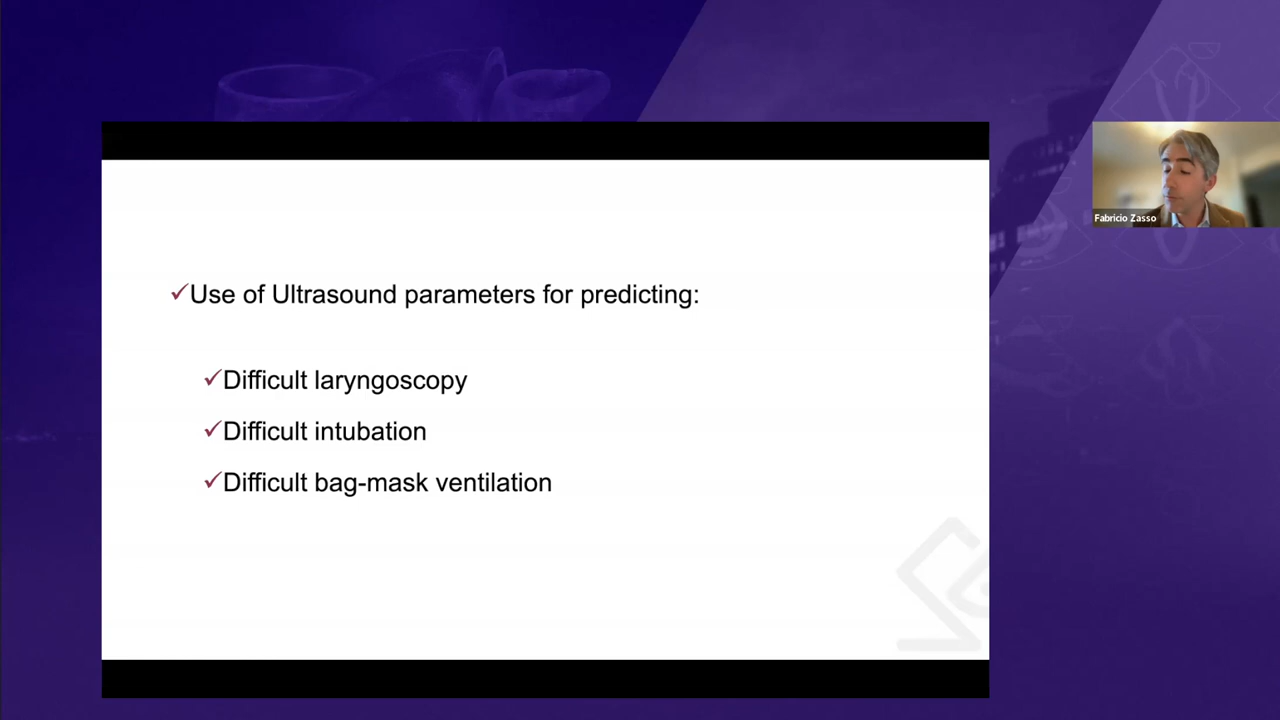 ✓Use of Ultrasound parameters for predicting:
✓Difficult laryngoscopy
✓Difficult intubation
✓Difficult bag-mask ventilation
Fabricio Zasso